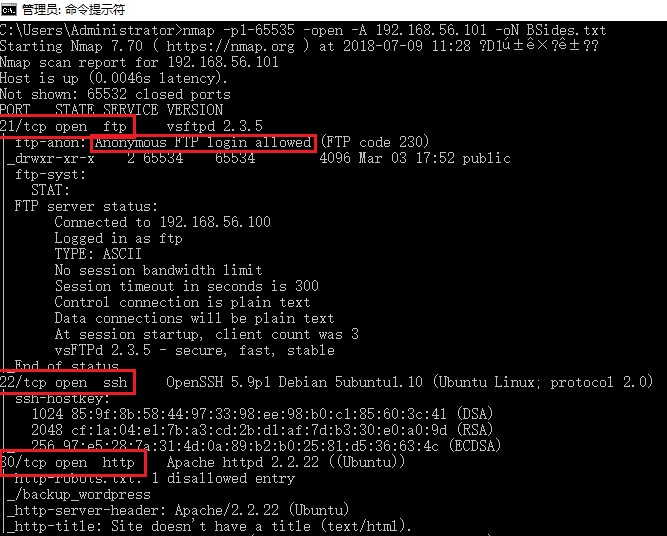 管理员: 命令提示符
C:\Users\Administrator>nmap -p1-65535 -open -A 192.168.56.101 -oN BSides.txt
Starting Nmap 7.70 ( https://nmap.org ) at 2018-07-09 11:28 ?D1ú±ê×?ê±??
Nmap scan report for 192.168.56.101
Host is up (0.0046s latency).
Not shown: 65532 closed ports
PORT   STATE SERVICE VERSION
21/tcp open  ftp     vsftpd 2.3.5
| ftp-anon: Anonymous FTP login allowed (FTP code 230)
|_drwxr-xr-x    2 65534    65534        4096 Mar 03 17:52 public
| ftp-syst:
|   STAT:
| FTP server status:
|      Connected to 192.168.56.100
|      Logged in as ftp
|      TYPE: ASCII
|      No session bandwidth limit
|      Session timeout in seconds is 300
|      Control connection is plain text
|      Data connections will be plain text
|      At session startup, client count was 3
|      vsFTPd 2.3.5 - secure, fast, stable
|_End of status
22/tcp open  ssh     OpenSSH 5.9p1 Debian 5ubuntu1.10 (Ubuntu Linux; protocol 2.0)
| ssh-hostkey:
|   1024 85:9f:8b:58:44:97:33:98:ee:98:b0:c1:85:60:3c:41 (DSA)
|   2048 cf:1a:04:e1:7b:a3:cd:2b:d1:af:7d:b3:30:e0:a0:9d (RSA)
|_  256 97:e5:28:7a:31:4d:0a:89:b2:b0:25:81:d5:36:63:4c (ECDSA)
80/tcp open  http    Apache httpd 2.2.22 ((Ubuntu))
| http-robots.txt: 1 disallowed entry
|_/backup_wordpress
|_http-server-header: Apache/2.2.22 (Ubuntu)
|_http-title: Site doesn't have a title (text/html).